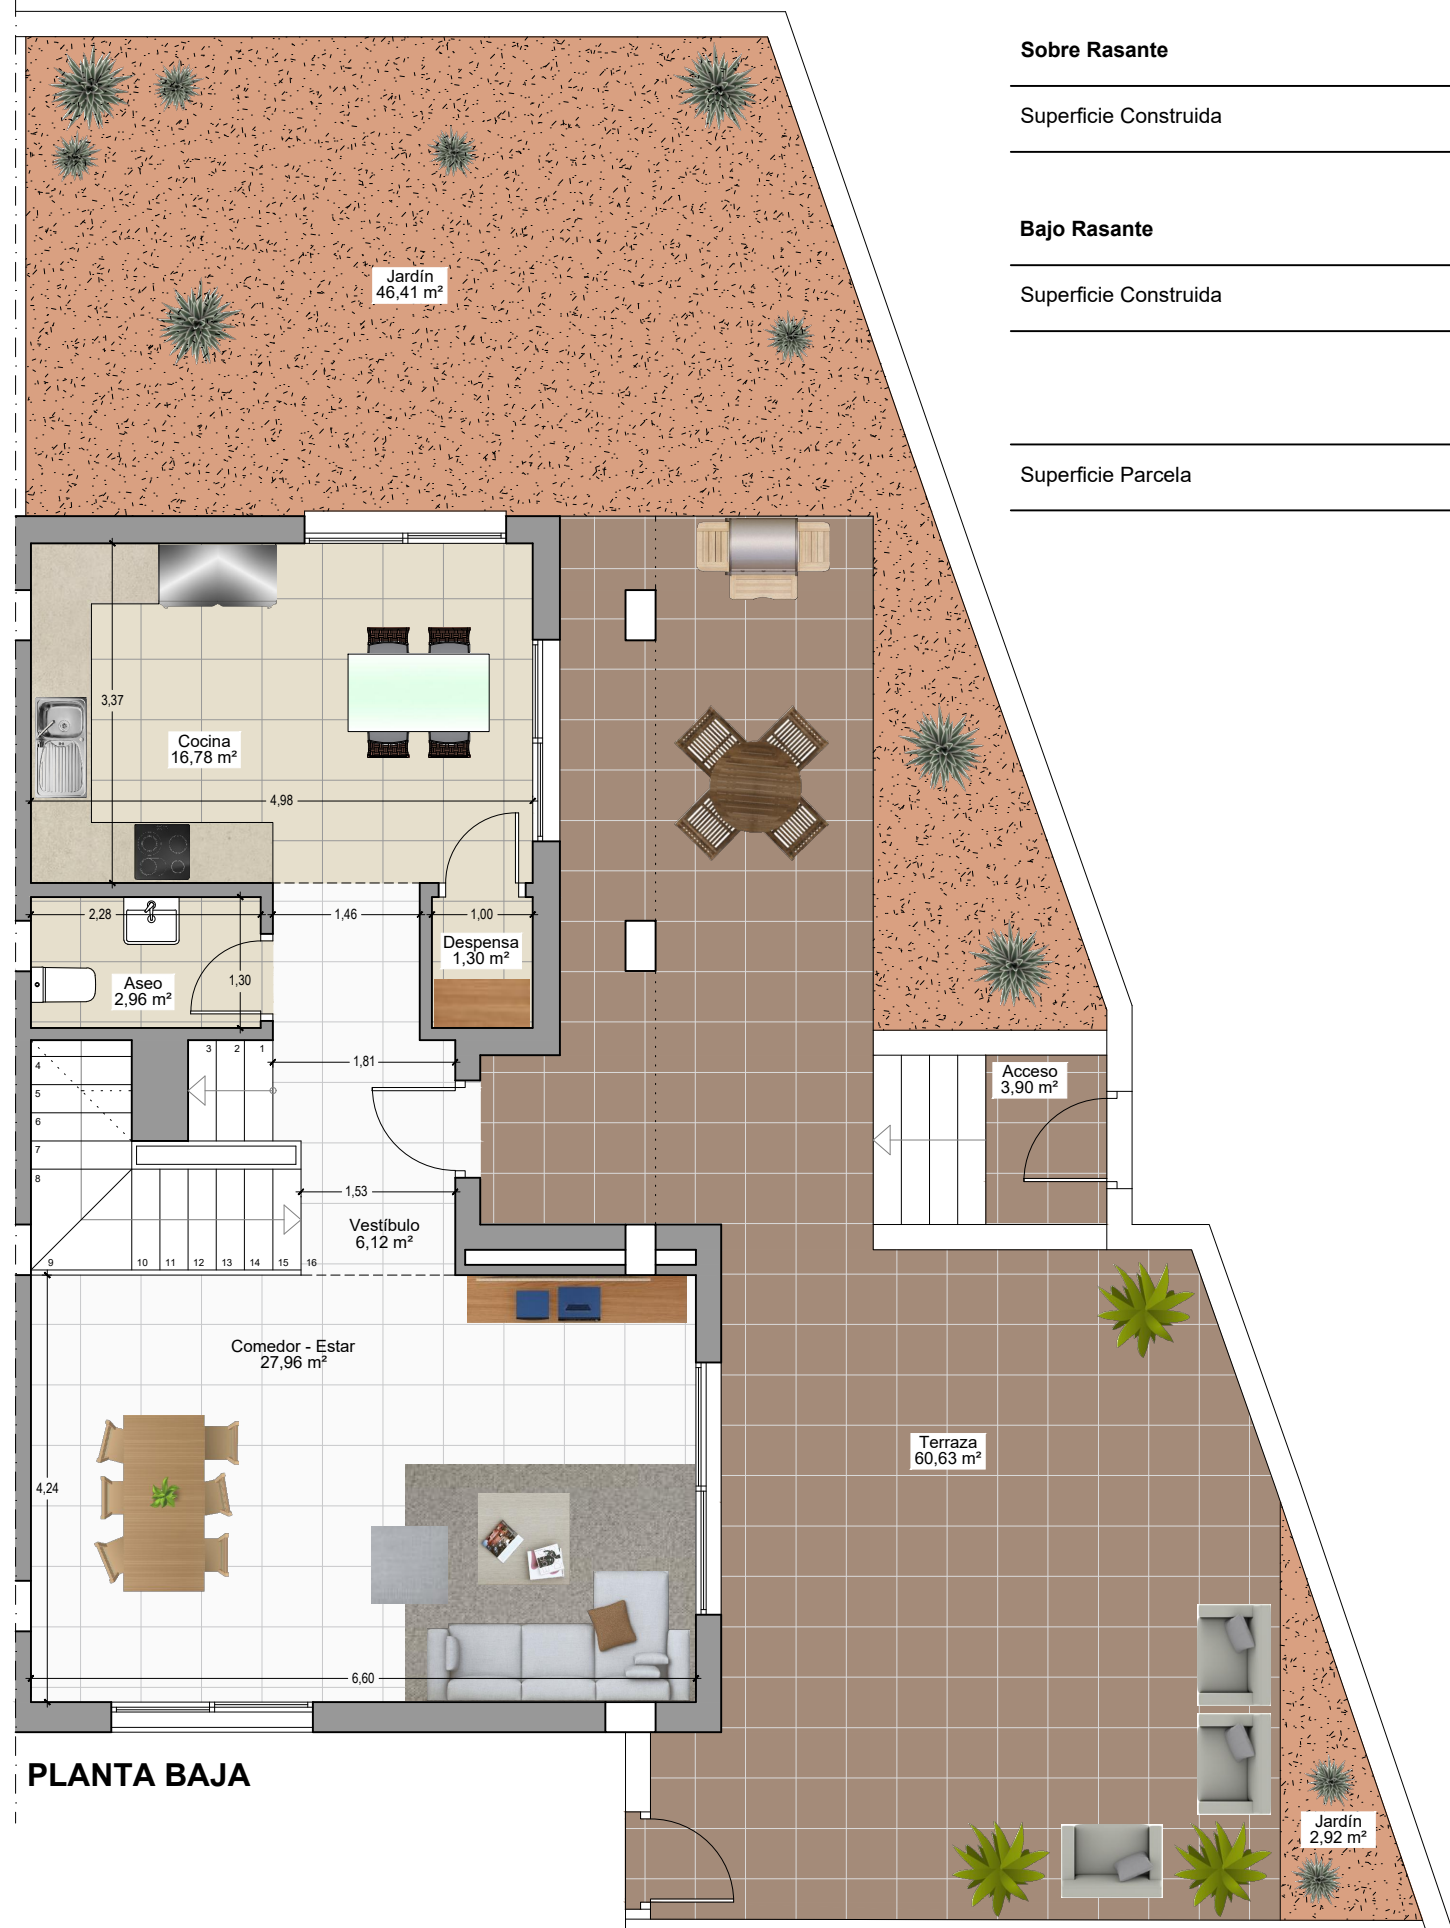 Sobre Rasante
Superficie Construida
Bajo Rasante
Superficie Construida
Superficie Parcela
Jardín
46,41 m²
3,37
Cocina
16,78 m²
4,98
2,28
1,46
1,00
Despensa
1,30 m²
Aseo
2,96 m²
1,30
3
2
1
1,81
4
5
6
7
8
Acceso
3,90 m²
1,53
Vestíbulo
6,12 m²
9
10
11
12
13
14
15
16
Comedor - Estar
27,96 m²
Terraza
60,63 m²
4,24
6,60
PLANTA BAJA
Jardín
2,92 m²